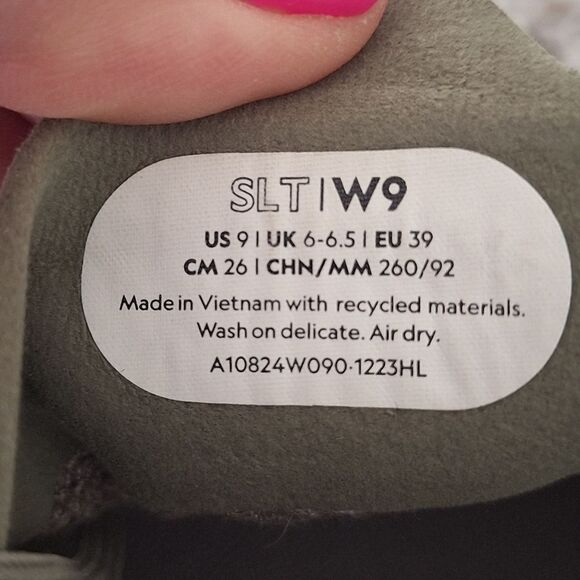 SLT|W9
US 9 | UK 6-6.5 | EU 39
CM 26 | CHN/MM 260/92
Made in Vietnam with recycled materials.
Wash on delicate. Air dry.
A10824W090·1223HL